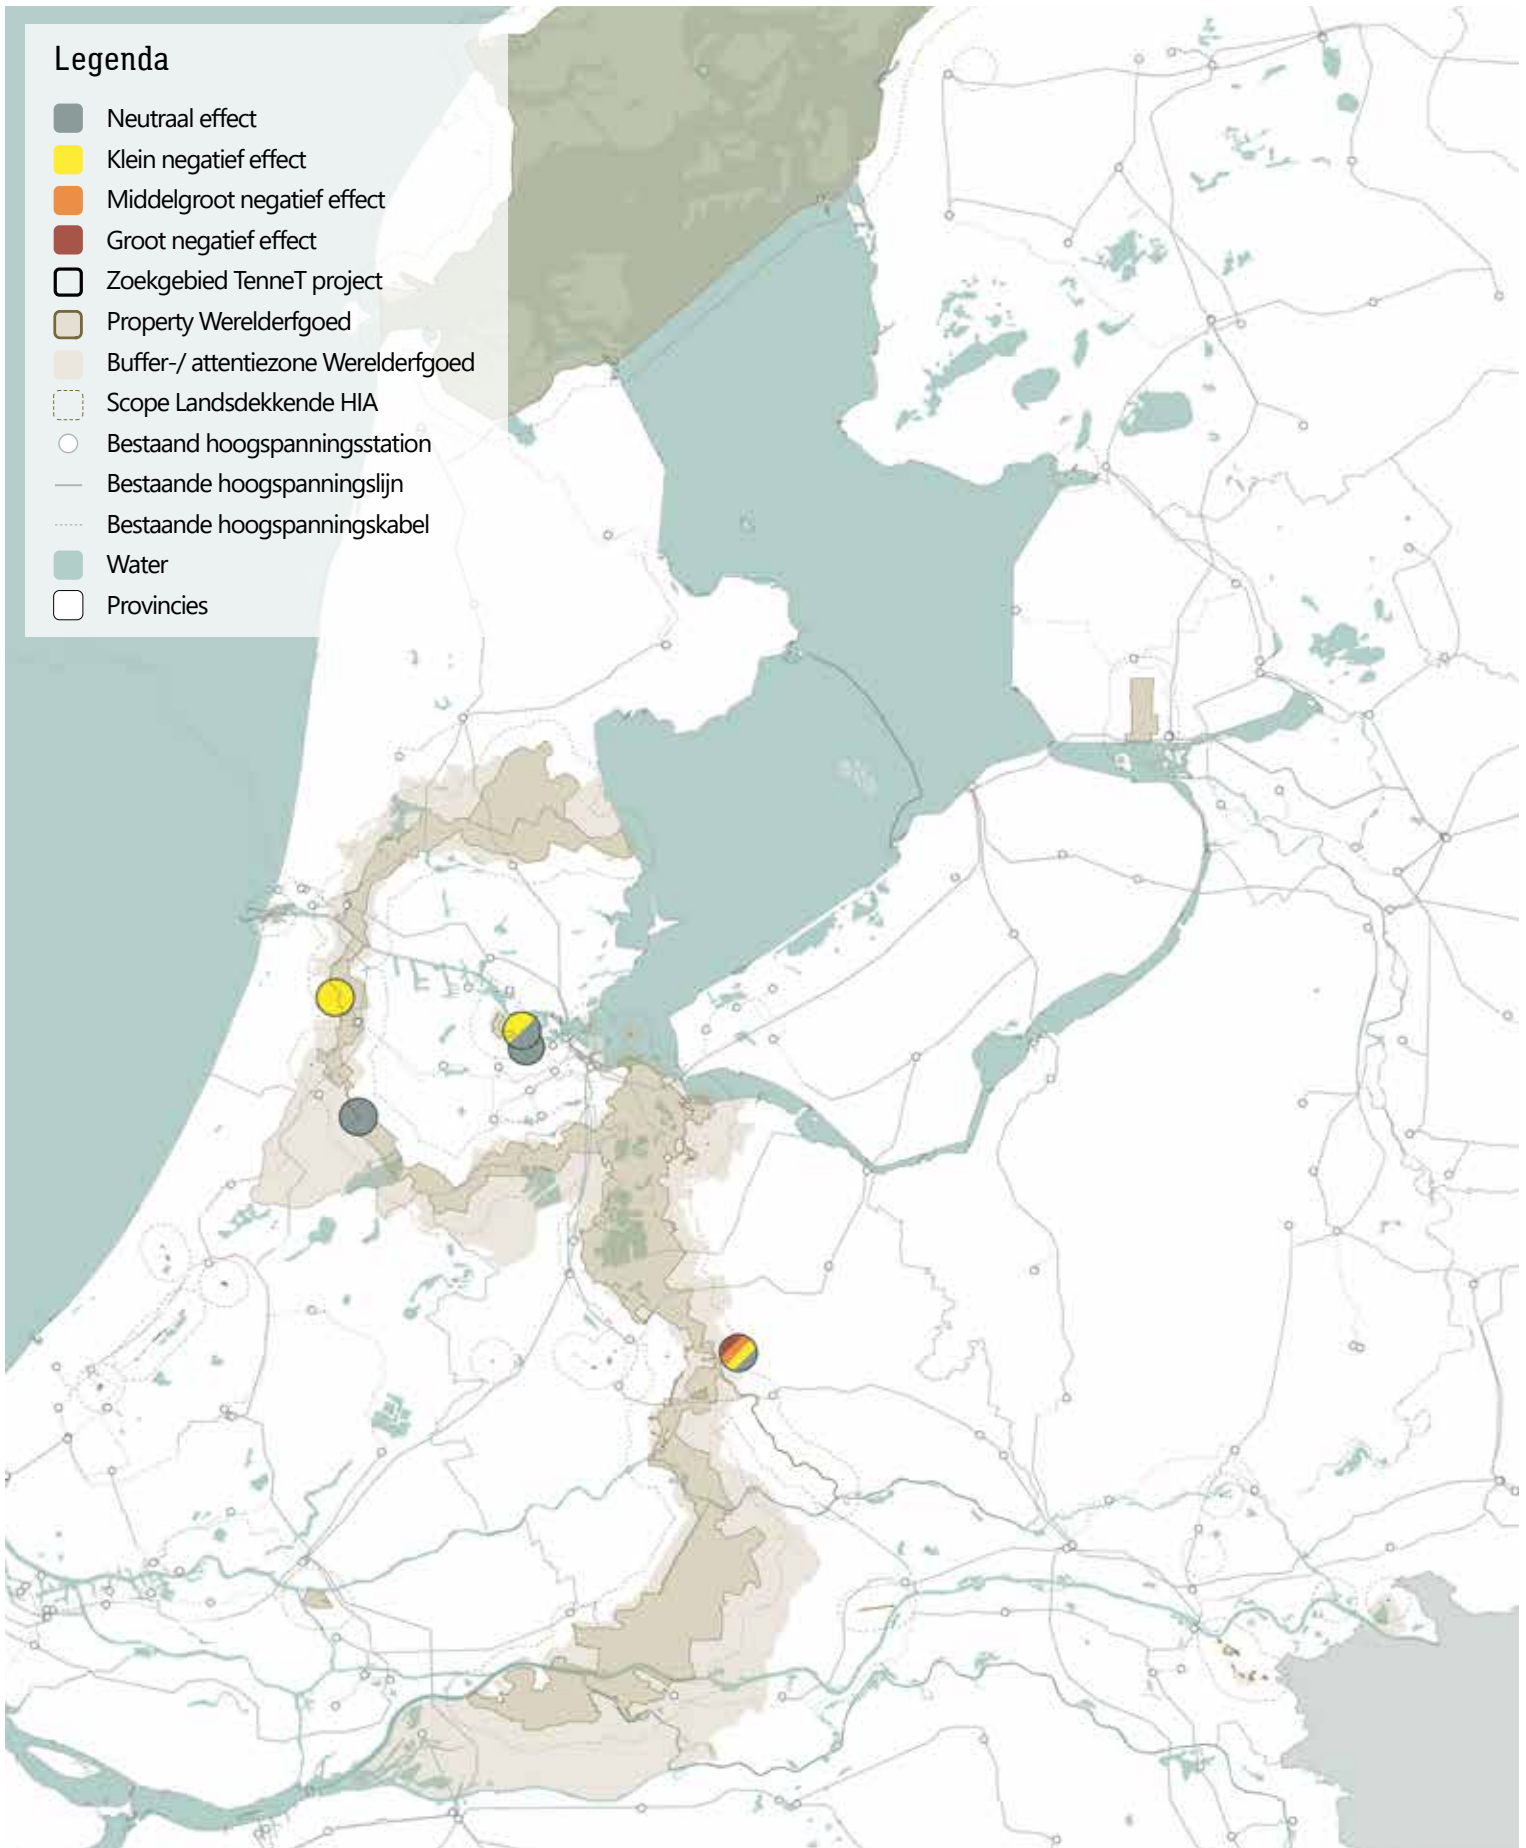 Legenda
Neutraal effect
Klein negatief effect
Middelgroot negatief effect
Groot negatief effect
Zoekgebied TenneT project
Property Werelderfgoed
Buffer-/ attentiezone Werelderfgoed
Scope Landsdekkende HIA
Bestaand hoogspanningsstation
Bestaande hoogspanningslijn
Bestaande hoogspanningskabel
Water
Provincies